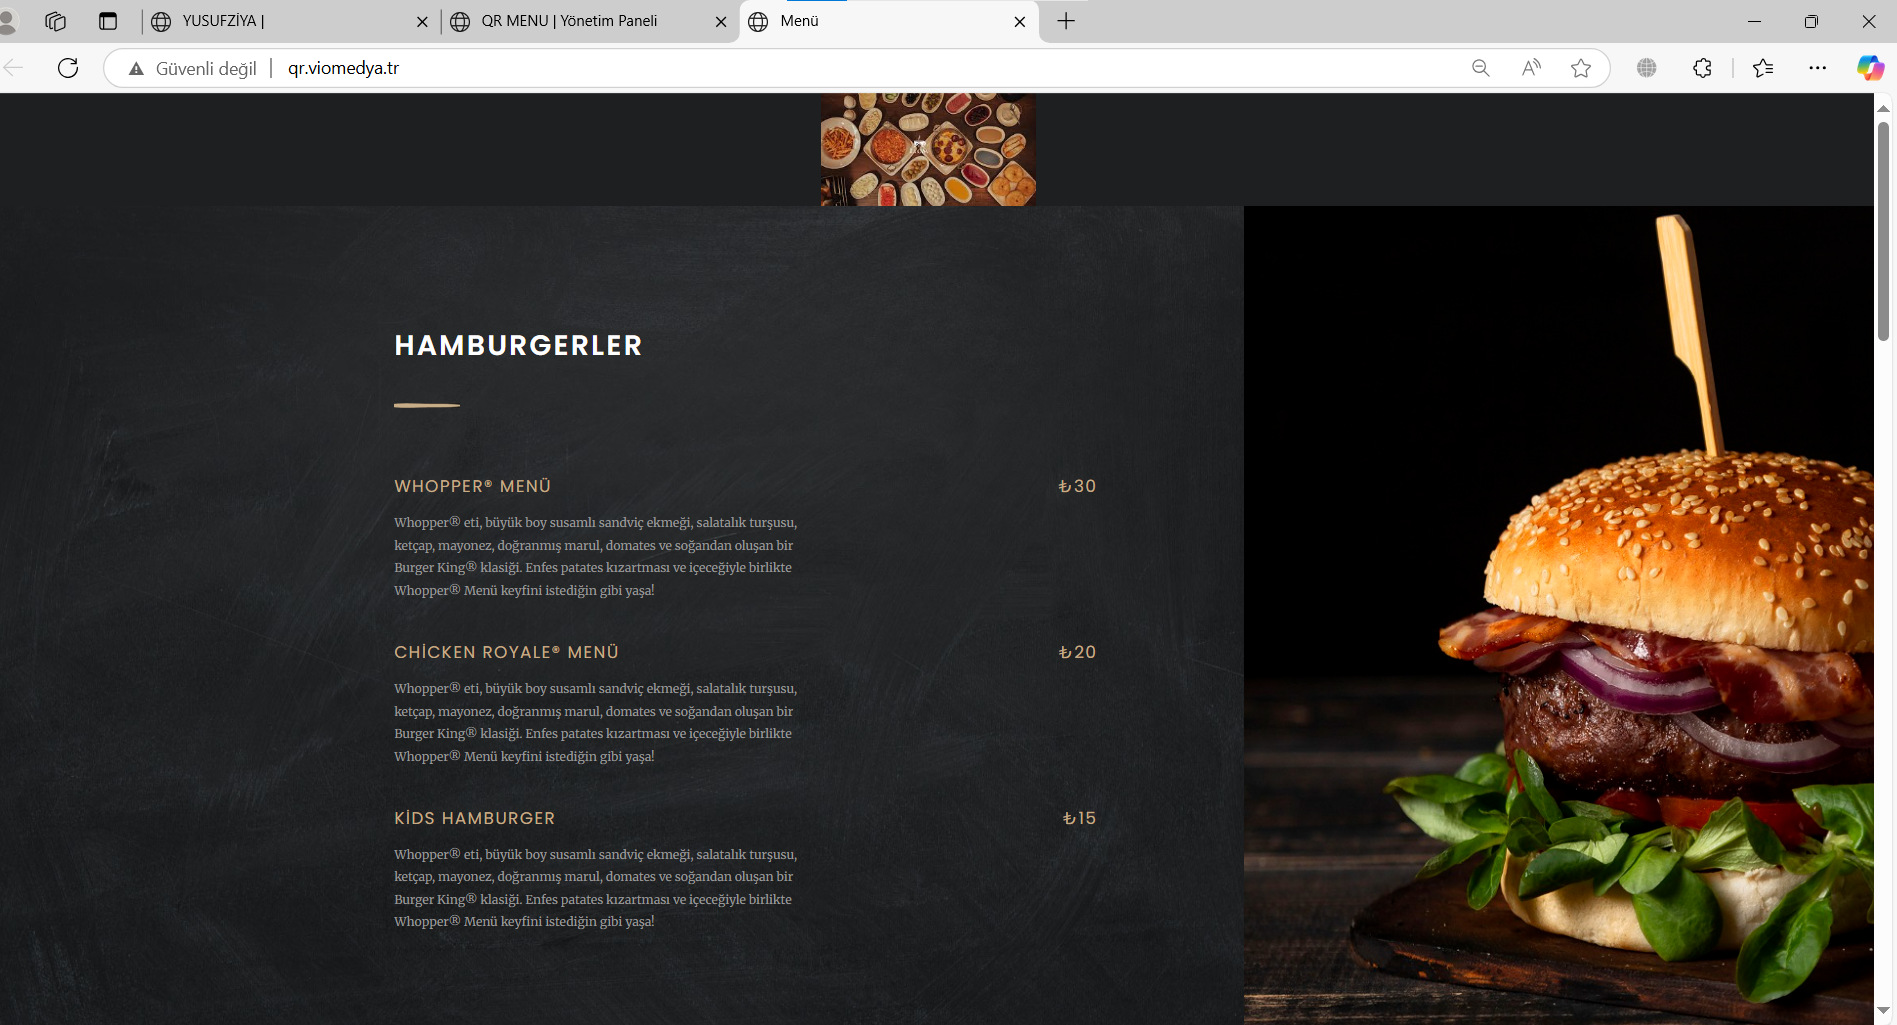 YUSUFZİYA |
QR MENU | Yönetim Paneli
Menü
Güvenli değil
qr.viomedya.tr
HAMBURGERLER
WHOPPER® MENÜ
₺30
Whopper® eti, büyük boy susamlı sandviç ekmeği, salatalık turşusu,
ketçap, mayonez, doğranmış marul, domates ve soğandan oluşan bir
Burger King® klasiği. Enfes patates kızartması ve içeceğiyle birlikte
Whopper® Menü keyfini istediğin gibi yaşa!
CHİCKEN ROYALE® MENÜ
₺20
Whopper® eti, büyük boy susamlı sandviç ekmeği, salatalık turşusu,
ketçap, mayonez, doğranmış marul, domates ve soğandan oluşan bir
Burger King® klasiği. Enfes patates kızartması ve içeceğiyle birlikte
Whopper® Menü keyfini istediğin gibi yaşa!
KİDS HAMBURGER
₺15
Whopper® eti, büyük boy susamlı sandviç ekmeği, salatalık turşusu,
ketçap, mayonez, doğranmış marul, domates ve soğandan oluşan bir
Burger King® klasiği. Enfes patates kızartması ve içeceğiyle birlikte
Whopper® Menü keyfini istediğin gibi yaşa!